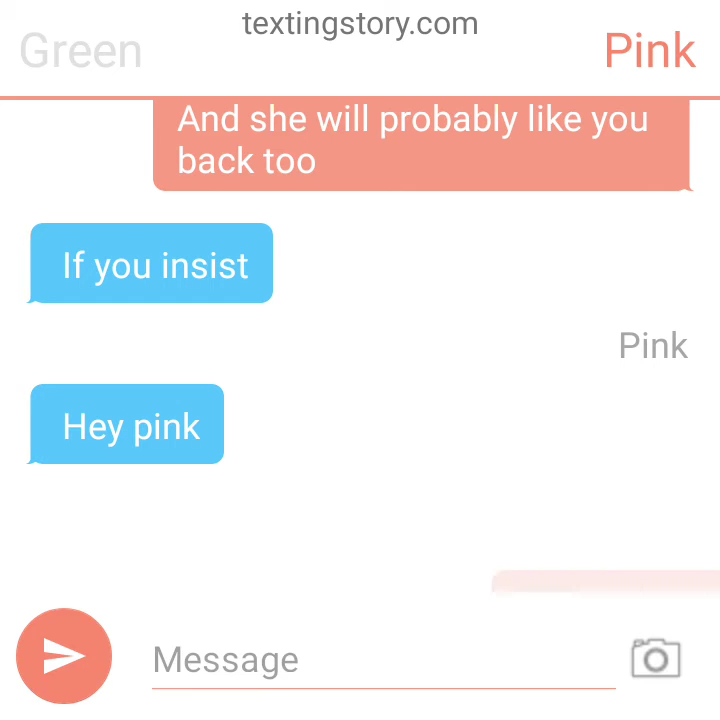 textingstory.com
Green
Pink
And she will probably like you
back too
If you insist
Pink
Hey pink
Message